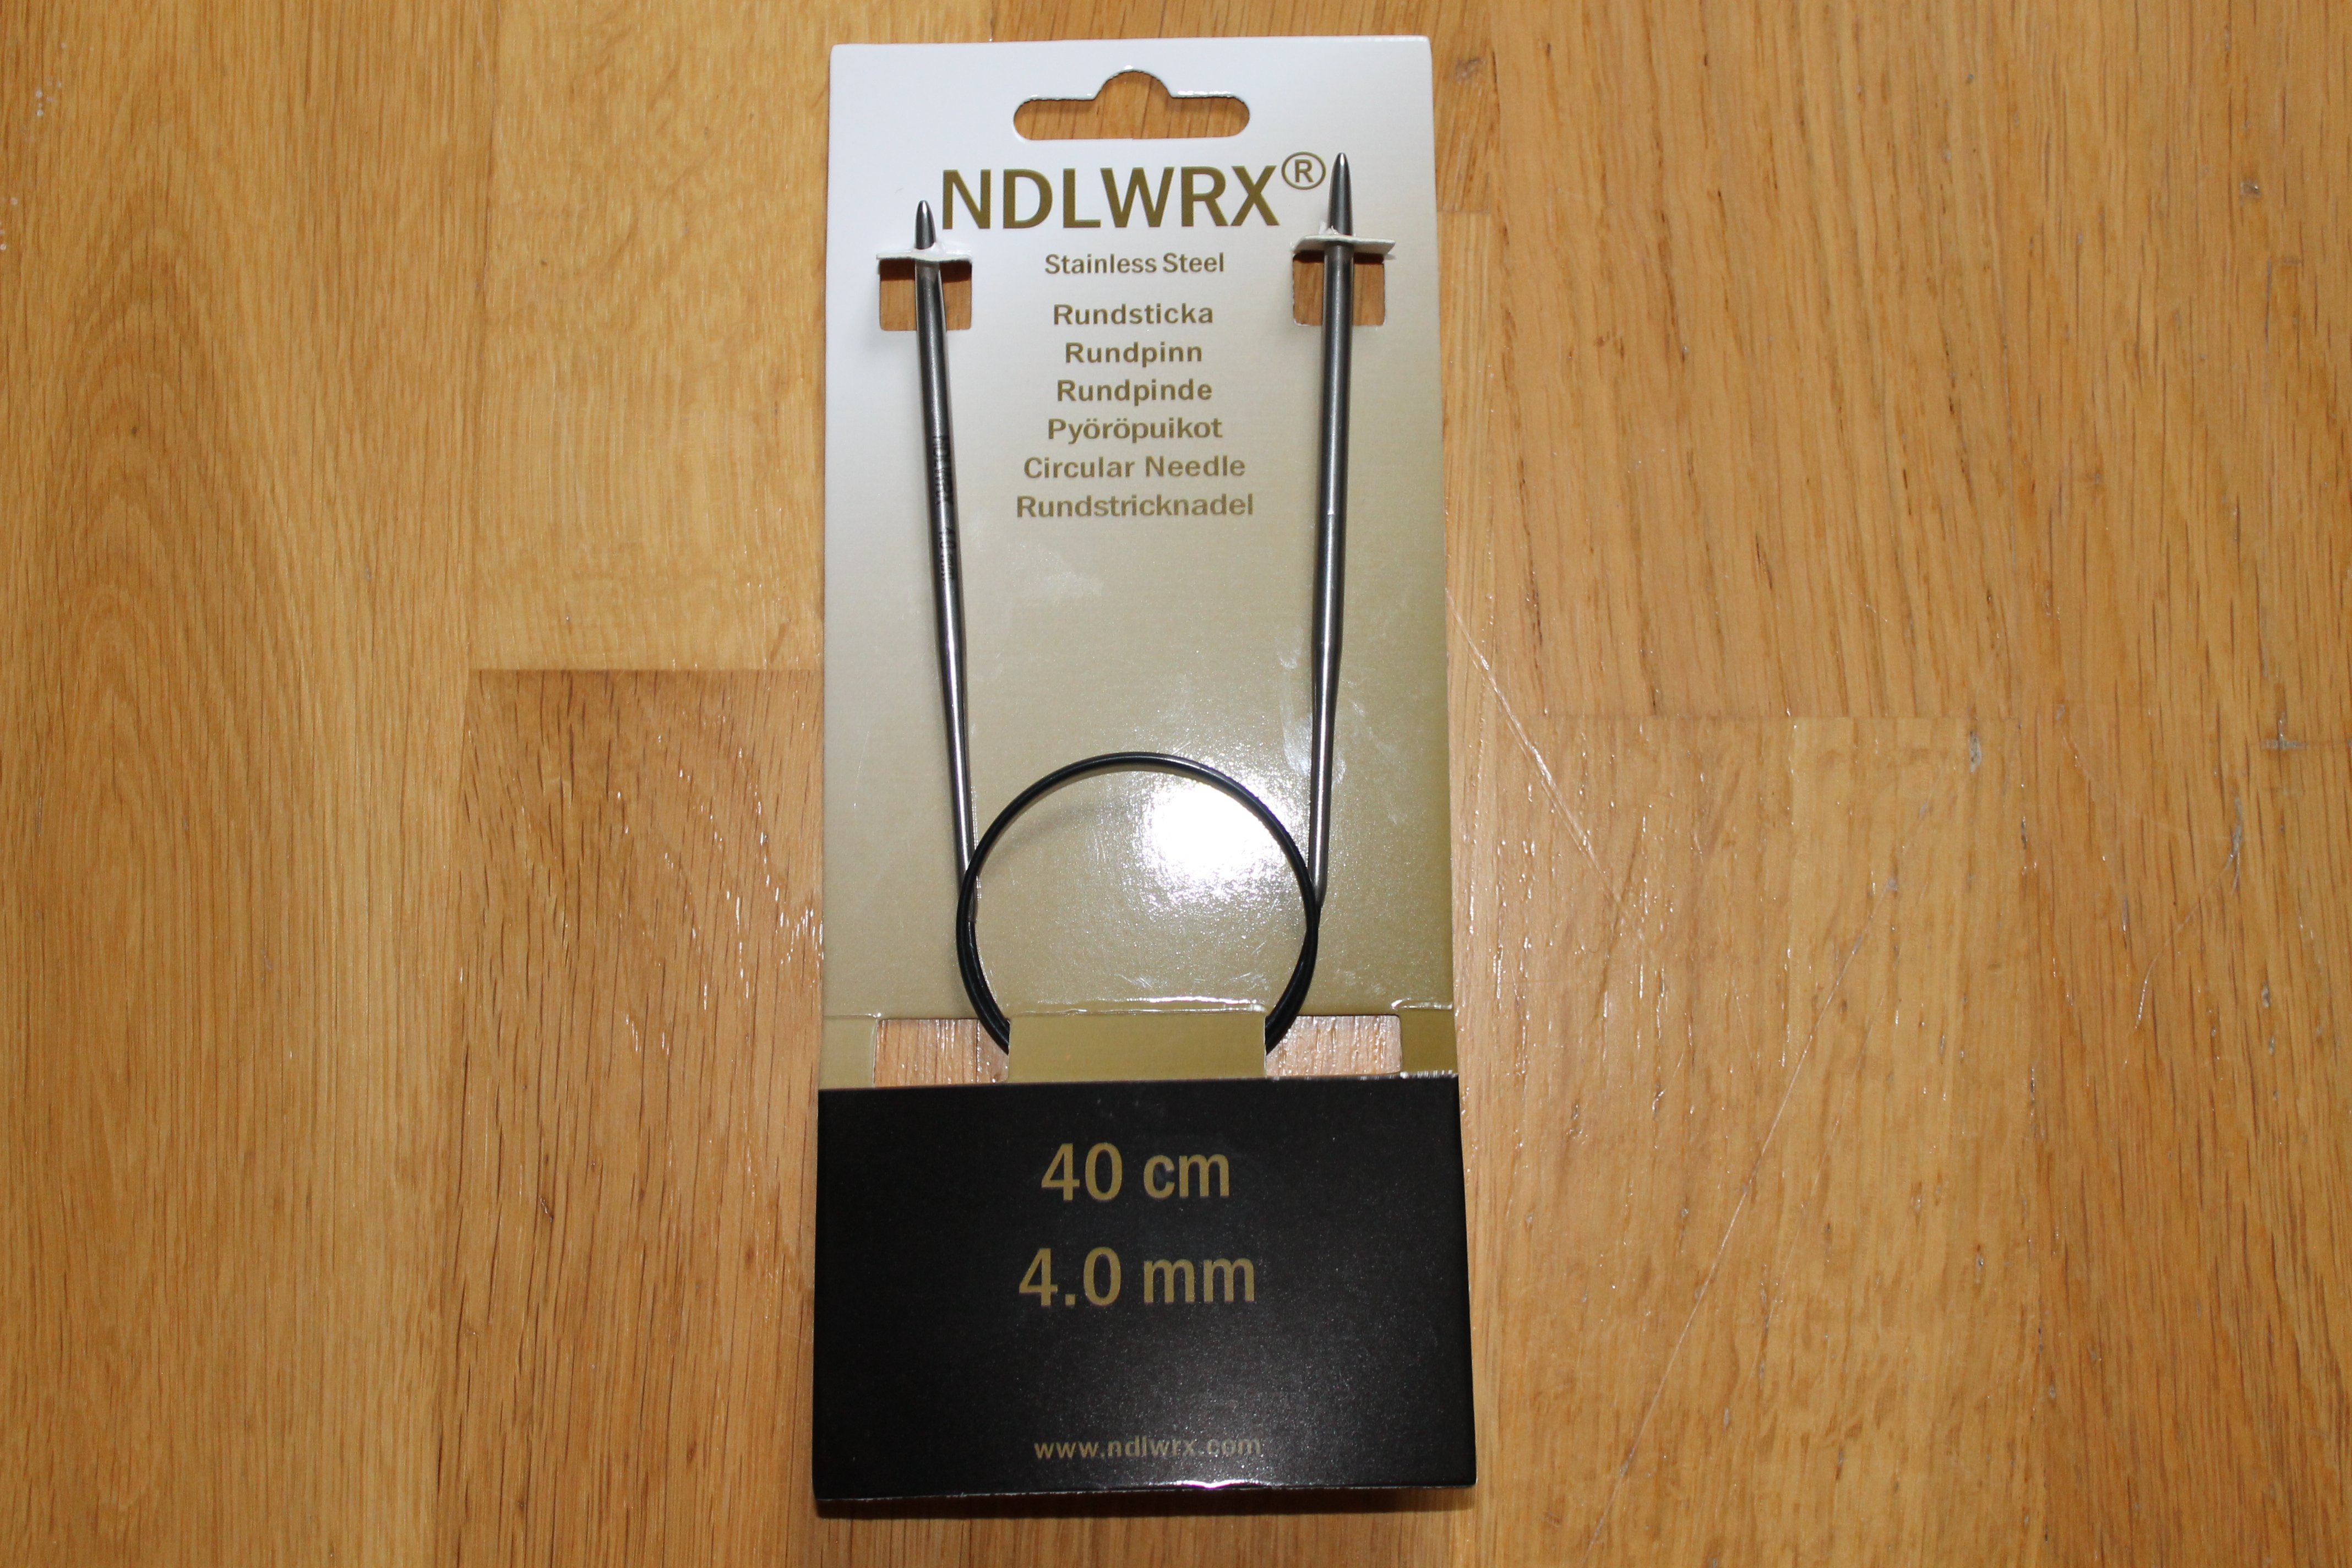 NDLWRX®
Stainless Steel
Rundsticka
Rundpinn
Rundpinde
Pyöröpuikot
Circular Needle
Rundstricknadel
40 cm
4.0 mm
www.ndlwrx.com